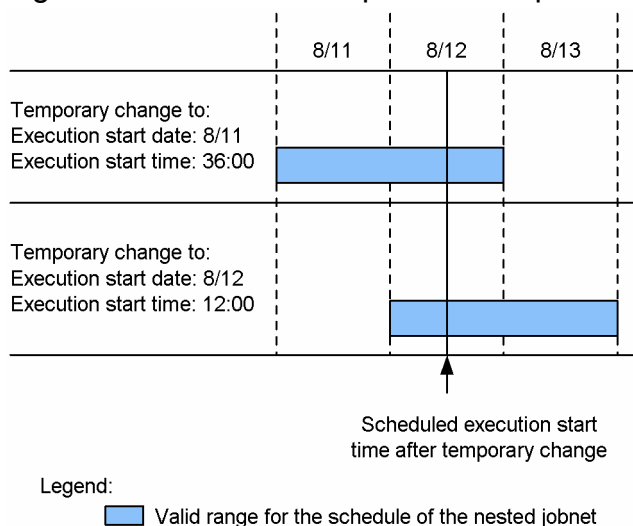 8/11 8/12 8/13
Temporary change to:
Execution start date: 8/11
Execution start time: 36:00
Temporary change to:
Execution start date: 8/12
Execution start time: 12:00
Scheduled execution start
time after temporary change
Legend:
Valid range for the schedule of the nested jobnet